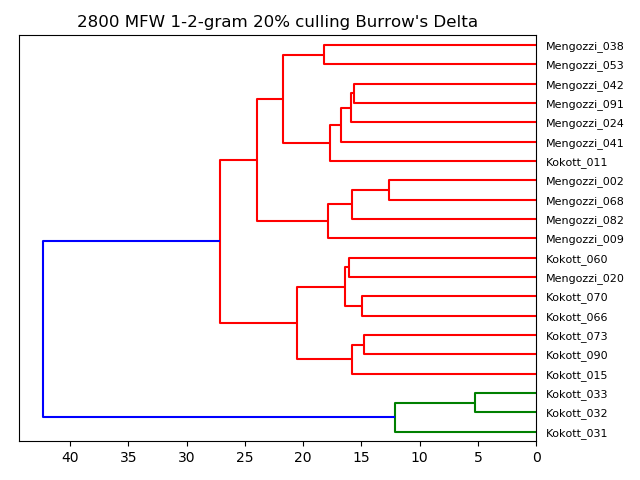 2800 MFW 1-2-gram 20% culling Burrow's Delta
Mengozzi_038
Mengozzi_053
Mengozzi_042
Mengozzi_091
Mengozzi_024
Mengozzi_041
Kokott_011
Mengozzi_002
Mengozzi_068
Mengozzi_082
Mengozzi_009
Kokott_060
Mengozzi_020
Kokott_070
Kokott_066
Kokott_073
Kokott_090
Kokott_015
Kokott_033
Kokott_032
Kokott_031
40 35 30 25 20 15 10 5 0